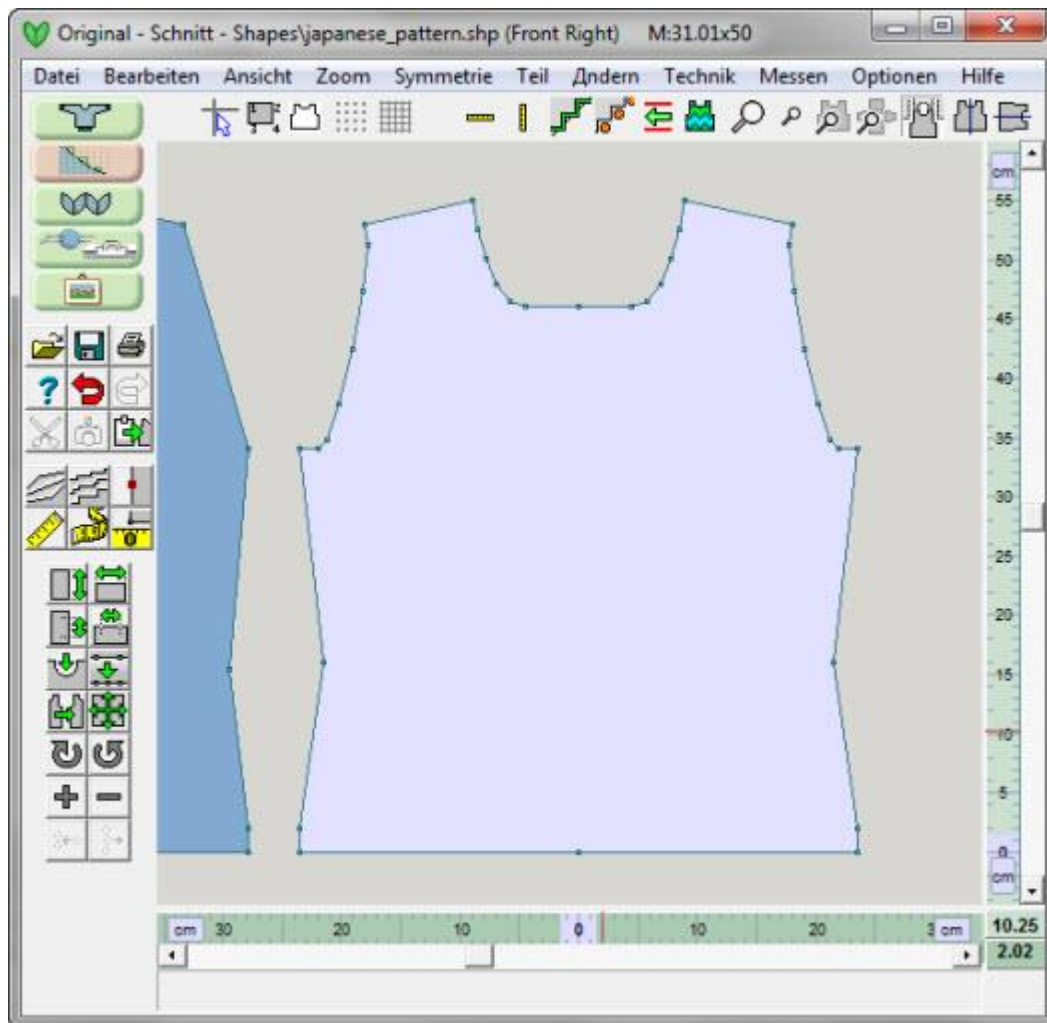 Original - Schnitt - Shapes\japanese_pattern.shp (Front Right) M:31.01x50
Datei Bearbeiten Ansicht Zoom Symmetrie Teil Дndern Technik Messen Optionen Hilfe
cm
55
50
45
40
35
30
25
20
15
10
5
0
cm
cm 30 20 10 0 10 20 3 cm
10.25
2.02